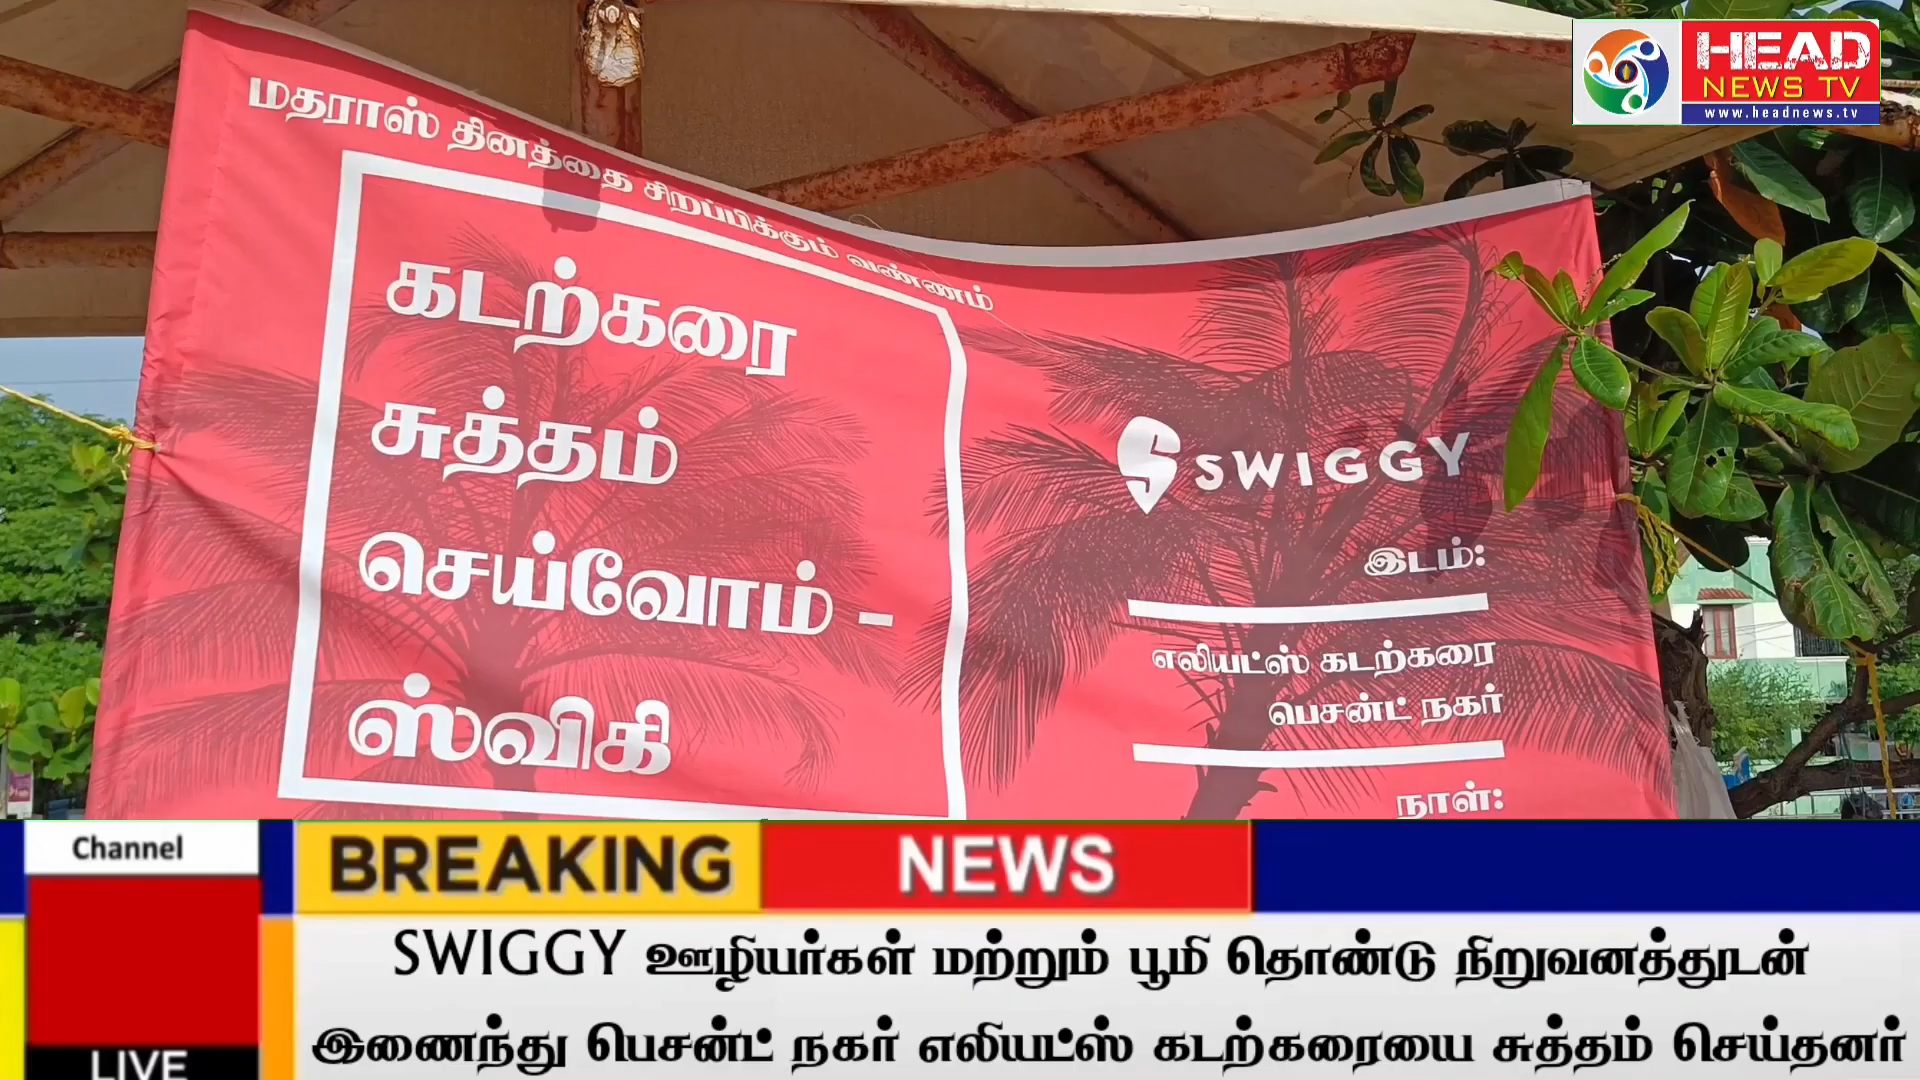 HEAD
NEWS TV
www.headnews.tv
மதராஸ் தினத்தை சிறப்பிக்கும் வண்ணம்
கடற்கரை
சுத்தம்
செய்வோம் –
ஸ்விகி
SWIGGY
இடம்:
எலியட்ஸ் கடற்கரை
பெசன்ட் நகர்
நாள்:
Channel
LIVE
BREAKING NEWS
SWIGGY ஊழியர்கள் மற்றும் பூமி தொண்டு நிறுவனத்துடன்
இணைந்து பெசன்ட் நகர் எலியட்ஸ் கடற்கரையை சுத்தம் செய்தனர்